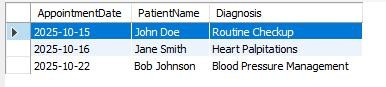 AppointmentDate PatientName Diagnosis
2025-10-15 John Doe Routine Checkup
2025-10-16 Jane Smith Heart Palpitations
2025-10-22 Bob Johnson Blood Pressure Management